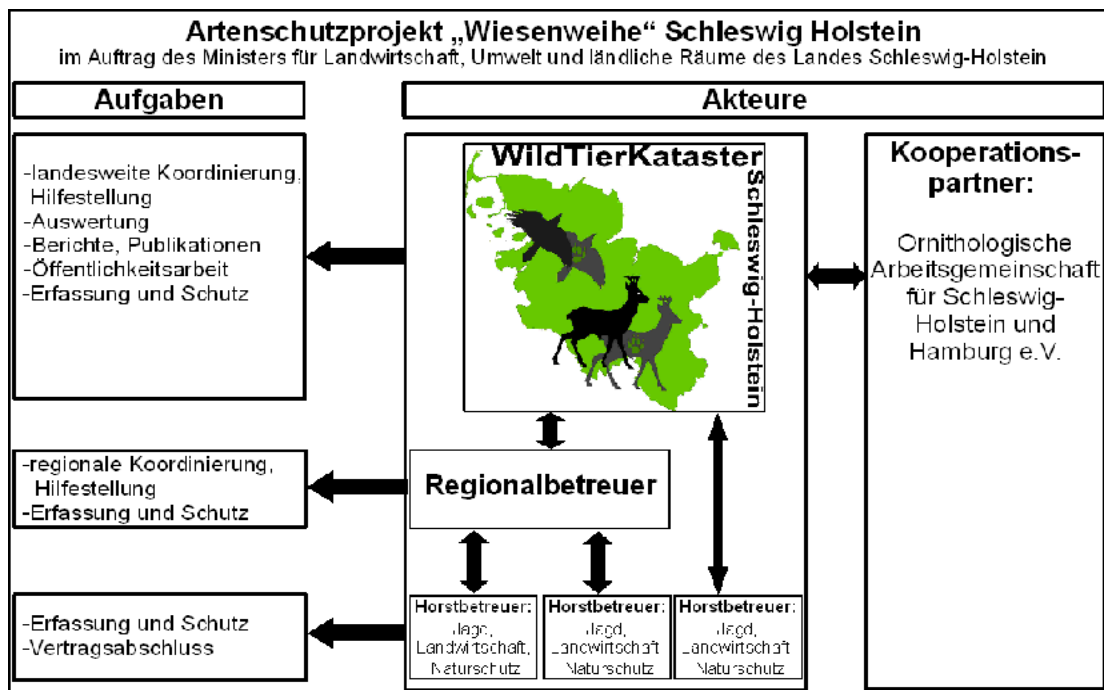 Artenschutzprojekt „Wiesenweihe“ Schleswig Holstein
im Auftrag des Ministers für Landwirtschaft, Umwelt und ländliche Räume des Landes Schleswig-Holstein
Aufgaben
Akteure
-landesweite Koordinierung,
Hilfestellung
-Auswertung
-Berichte, Publikationen
-Öffentlichkeitsarbeit
-Erfassung und Schutz
WildTierKataster
Schleswig-Holstein
Kooperations-
partner:
Ornithologische
Arbeitsgemeinschaft
für Schleswig-
Holstein und
Hamburg e.V.
-regionale Koordinierung,
Hilfestellung
-Erfassung und Schutz
Regionalbetreuer
-Erfassung und Schutz
-Vertragsabschluss
Horstbetreuer:
Jagd,
Landwirtschaft,
Naturschutz
Horstbetreuer:
Jagd,
Landwirtschaft
Naturschutz
Horstbetreuer:
Jagd,
Landwirtschaft
Naturschutz